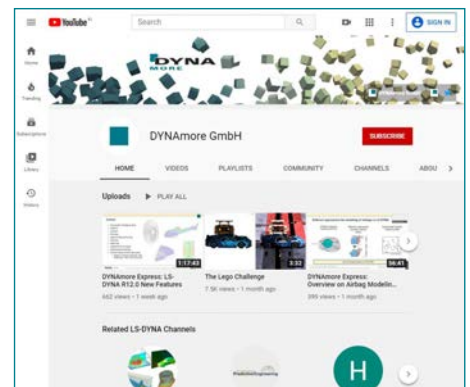 YouTube
Search
SIGN IN
Home
Trending
Subscriptions
Library
History
DYNA
MORE
DYNAmore GmbH
SUBSCRIBE
HOME VIDEOS PLAYLISTS COMMUNITY CHANNELS ABOU
Uploads PLAY ALL
1:17:43
3:33
56:41
DYNAmore Express: LS-
DYNA R12.0 New Features
662 views • 1 week ago
The Lego Challenge
7.5K views • 1 month ago
DYNAmore Express:
Overview on Airbag Modelin...
399 views • 1 month ago
Related LS-DYNA Channels
PredictiveEngineering
H